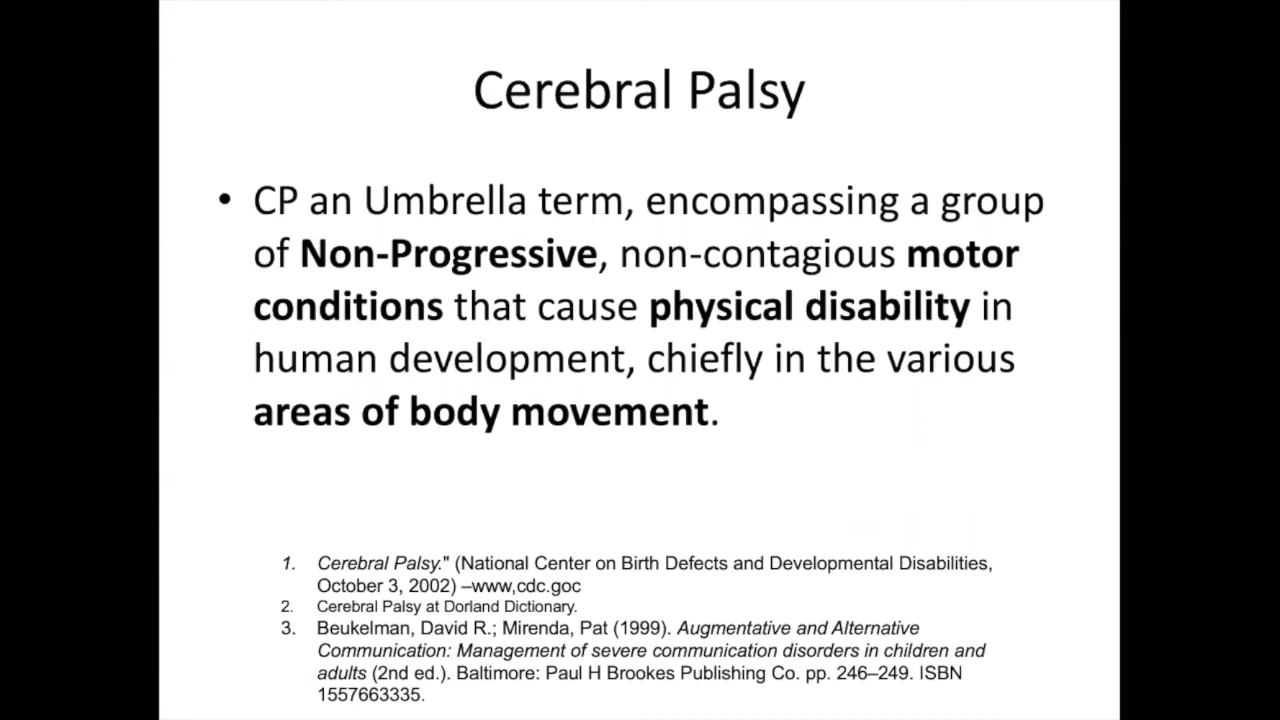 Cerebral Palsy
• CP an Umbrella term, encompassing a group
of Non-Progressive, non-contagious motor
conditions that cause physical disability in
human development, chiefly in the various
areas of body movement.
1. Cerebral Palsy." (National Center on Birth Defects and Developmental Disabilities,
October 3, 2002) –www,cdc.goc
2. Cerebral Palsy at Dorland Dictionary.
3. Beukelman, David R.; Mirenda, Pat (1999). Augmentative and Alternative
Communication: Management of severe communication disorders in children and
adults (2nd ed.). Baltimore: Paul H Brookes Publishing Co. pp. 246–249. ISBN
1557663335.